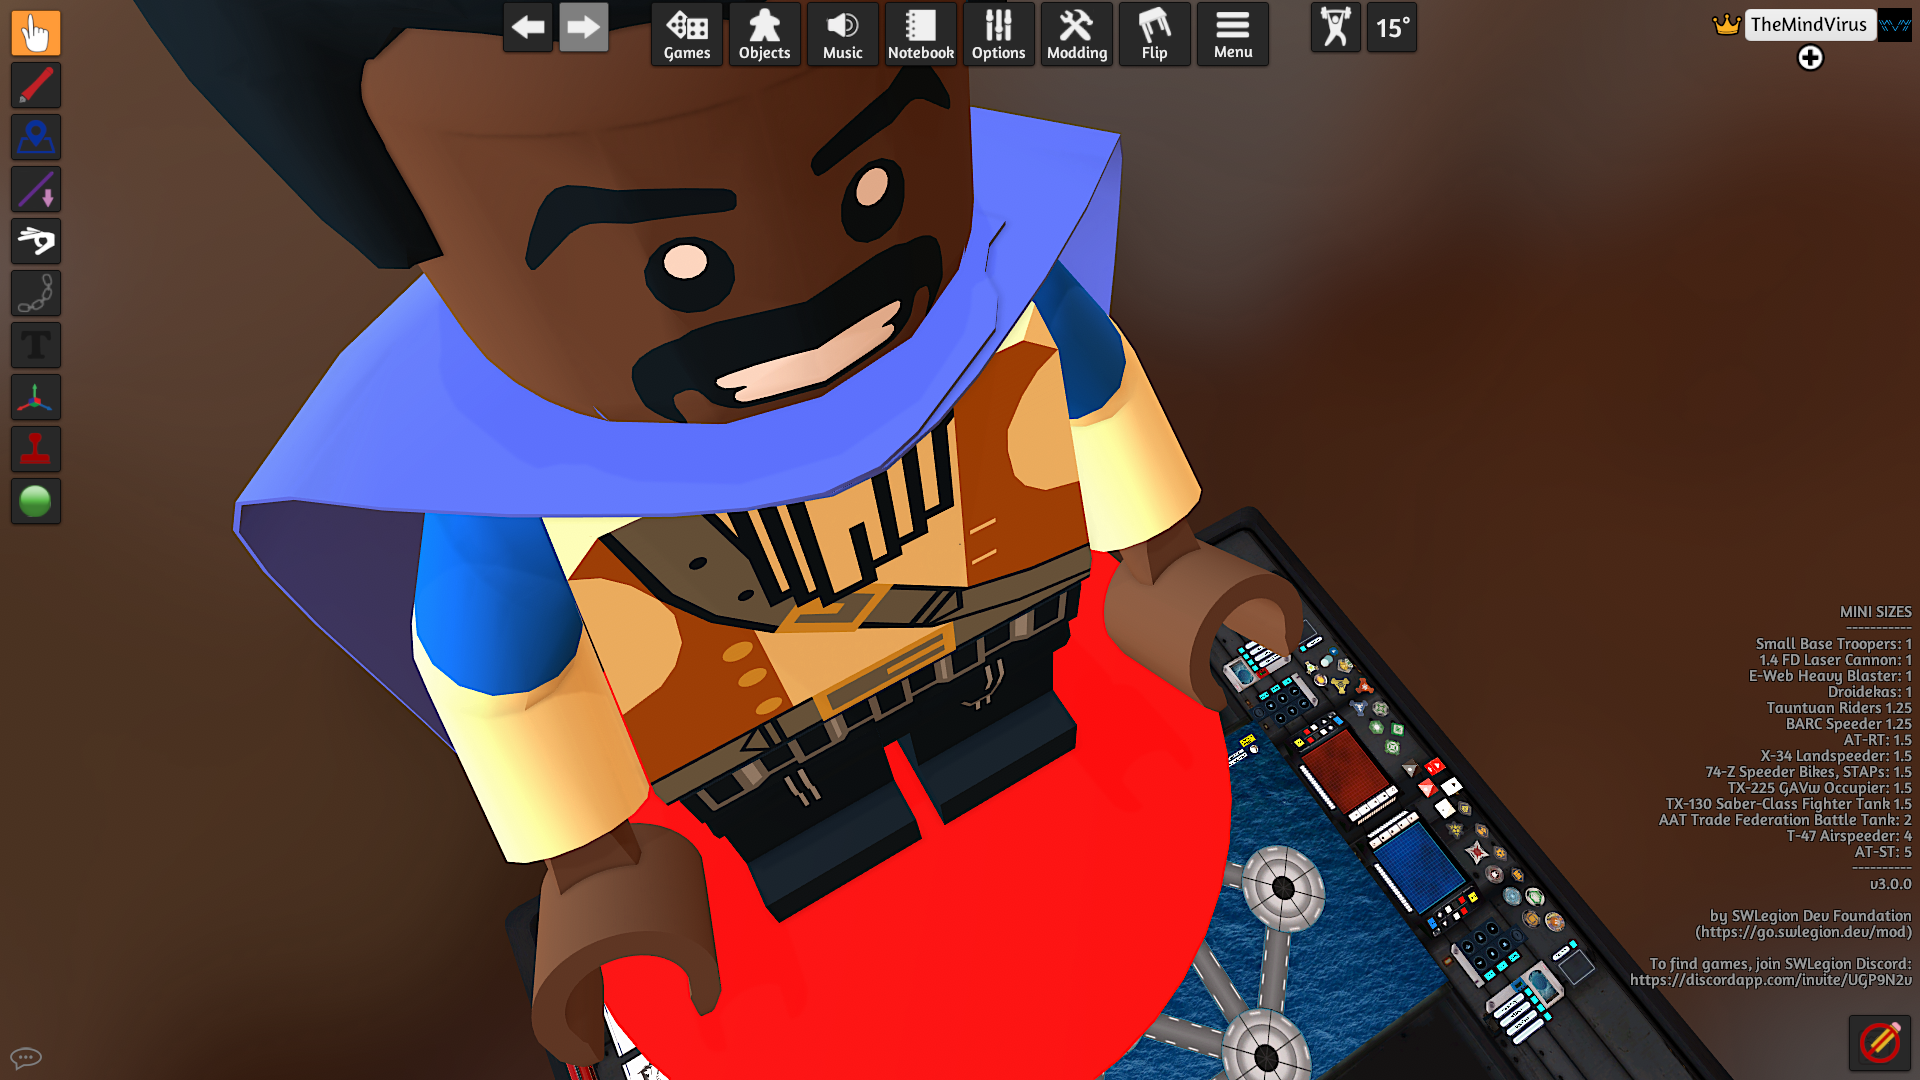 Games
Objects
Music
Notebook
Options
Modding
Flip
Menu
15°
TheMindVirus
T
MINI SIZES
-----------
Small Base Troopers: 1
1.4 FD Laser Cannon: 1
E-Web Heavy Blaster: 1
Droidekas: 1
Tauntuan Riders 1.25
BARC Speeder 1.25
AT-RT: 1.5
X-34 Landspeeder: 1.5
74-Z Speeder Bikes, STAPs: 1.5
TX-225 GAVw Occupier: 1.5
TX-130 Saber-Class Fighter Tank 1.5
AAT Trade Federation Battle Tank: 2
T-47 Airspeeder: 4
AT-ST: 5
----------
v3.0.0
by SWLegion Dev Foundation
(https://go.swlegion.dev/mod)
To find games, join SWLegion Discord:
https://discordapp.com/invite/UGP9N2v